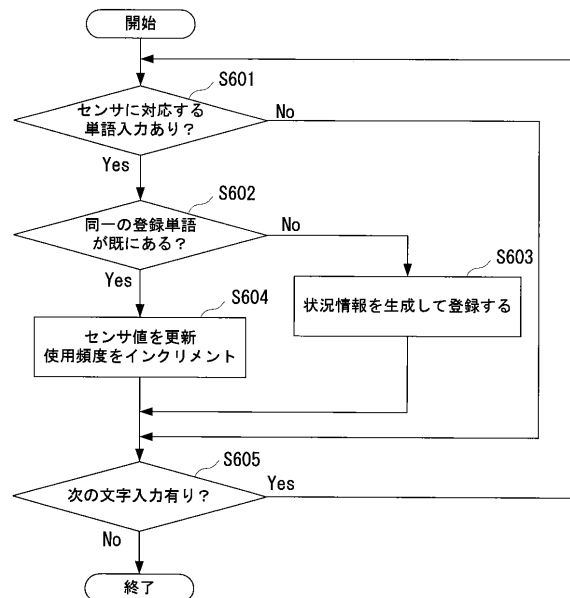 開始
S601
センサに対応する
単語入力あり？
No
Yes
S602
同一の登録単語
が既にある？
No
Yes
S603
状況情報を生成して登録する
S604
センサ値を更新
使用頻度をインクリメント
S605
次の文字入力有り？
Yes
No
終了